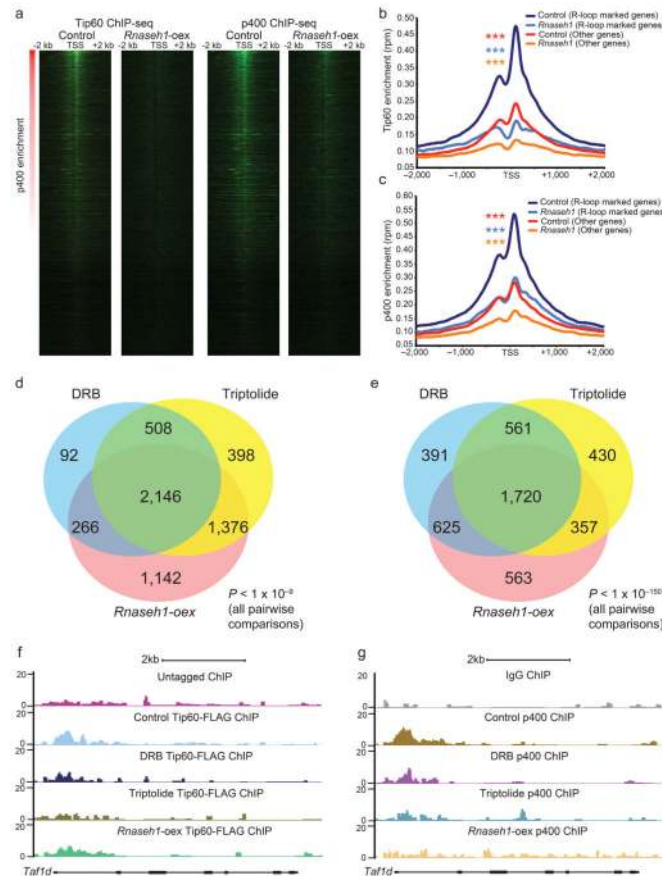 a
Tip60 ChIP-seq
p400 ChIP-seq
-2 kb TSS +2 kb
-2 kb TSS +2 kb
-2 kb TSS +2 kb
-2 kb TSS +2 kb
Control
Rnaseh1-oex
Control
Rnaseh1-oex
p400 enrichment
b
Control (R-loop marked genes)
Rnaseh1 (R-loop marked genes)
Control (Other genes)
Rnaseh1 (Other genes)
***
***
***
Tip60 enrichment (rpm)
0.50
0.45
0.40
0.35
0.30
0.25
0.20
0.15
0.10
0.05
−2,000 −1,000 TSS +1,000 +2,000
c
Control (R-loop marked genes)
Rnaseh1 (R-loop marked genes)
Control (Other genes)
Rnaseh1 (Other genes)
***
***
***
p400 enrichment (rpm)
0.60
0.55
0.50
0.45
0.40
0.35
0.30
0.25
0.20
0.15
0.10
0.05
−2,000 −1,000 TSS +1,000 +2,000
d
DRB
Triptolide
508
92
398
2,146
266
1,376
1,142
Rnaseh1-oex
P < 1 x 10⁻⁸
(all pairwise
comparisons)
e
DRB
Triptolide
561
391
430
1,720
625
357
563
Rnaseh1-oex
P < 1 x 10⁻¹⁵⁰
(all pairwise
comparisons)
f
2kb
20
Untagged ChIP
0
20
Control Tip60-FLAG ChIP
0
20
DRB Tip60-FLAG ChIP
0
20
Triptolide Tip60-FLAG ChIP
0
20
Rnaseh1-oex Tip60-FLAG ChIP
0
Taf1d
g
2kb
20
IgG ChIP
0
20
Control p400 ChIP
0
20
DRB p400 ChIP
0
20
Triptolide p400 ChIP
0
20
Rnaseh1-oex p400 ChIP
0
Taf1d